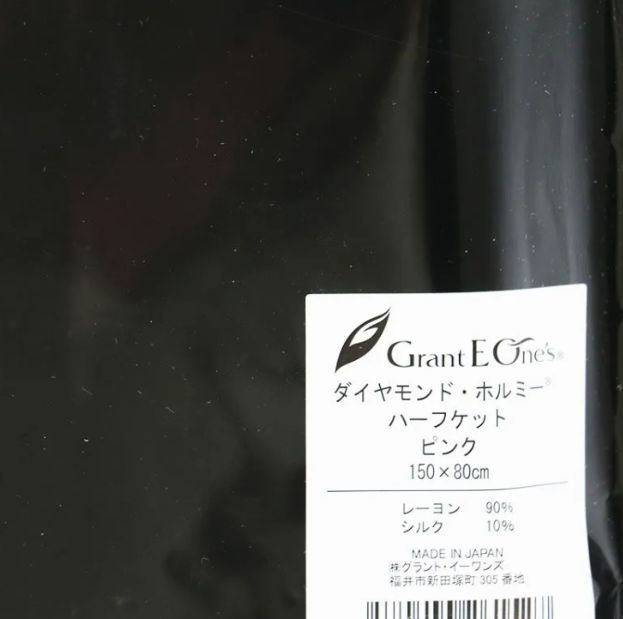 Grant E One's®
ダイヤモンド・ホルミー®
ハーフケット
ピンク
150×80cm
レーヨン 90%
シルク 10%
MADE IN JAPAN
㈱グラント・イーワンズ
福井市新田塚町 305 番地